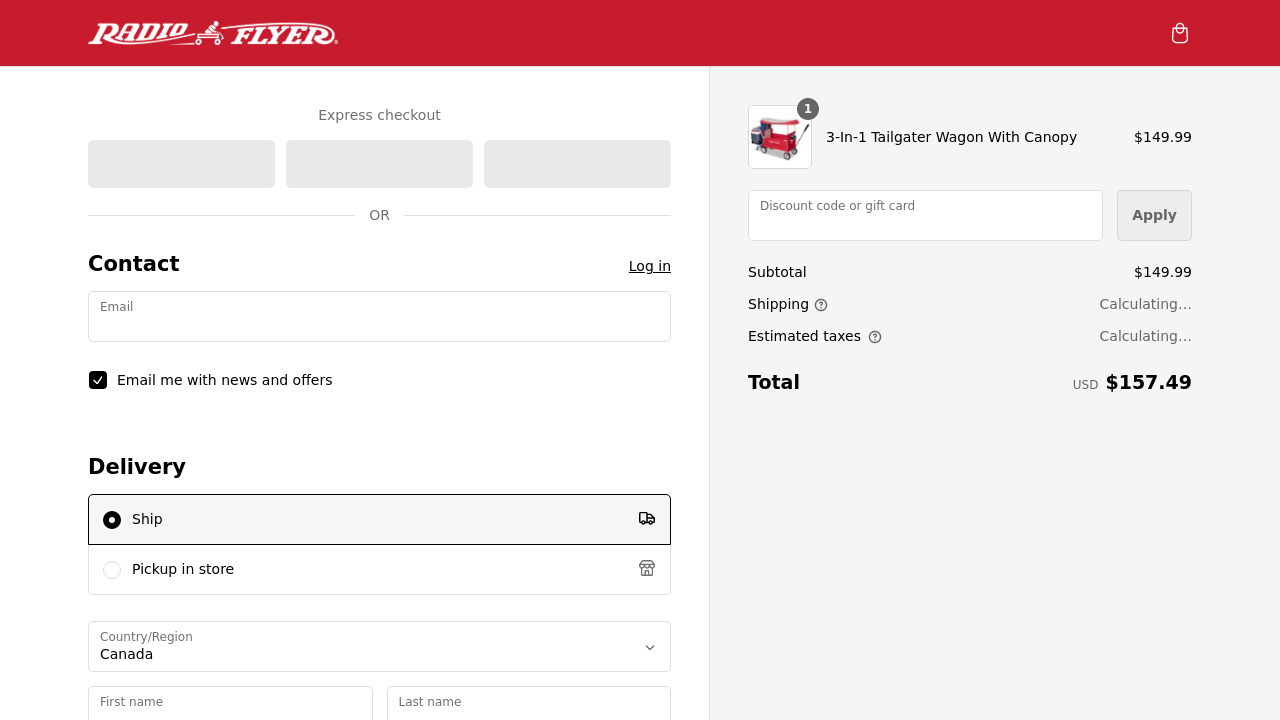 RADIO FLYER
Express checkout
OR
Contact
Log in
Email
Email me with news and offers
Delivery
Ship
Pickup in store
Country/Region
Canada
First name
Last name
1
3-In-1 Tailgater Wagon With Canopy
$149.99
Discount code or gift card
Apply
Subtotal
$149.99
Shipping
Calculating...
Estimated taxes
Calculating...
Total
USD $157.49